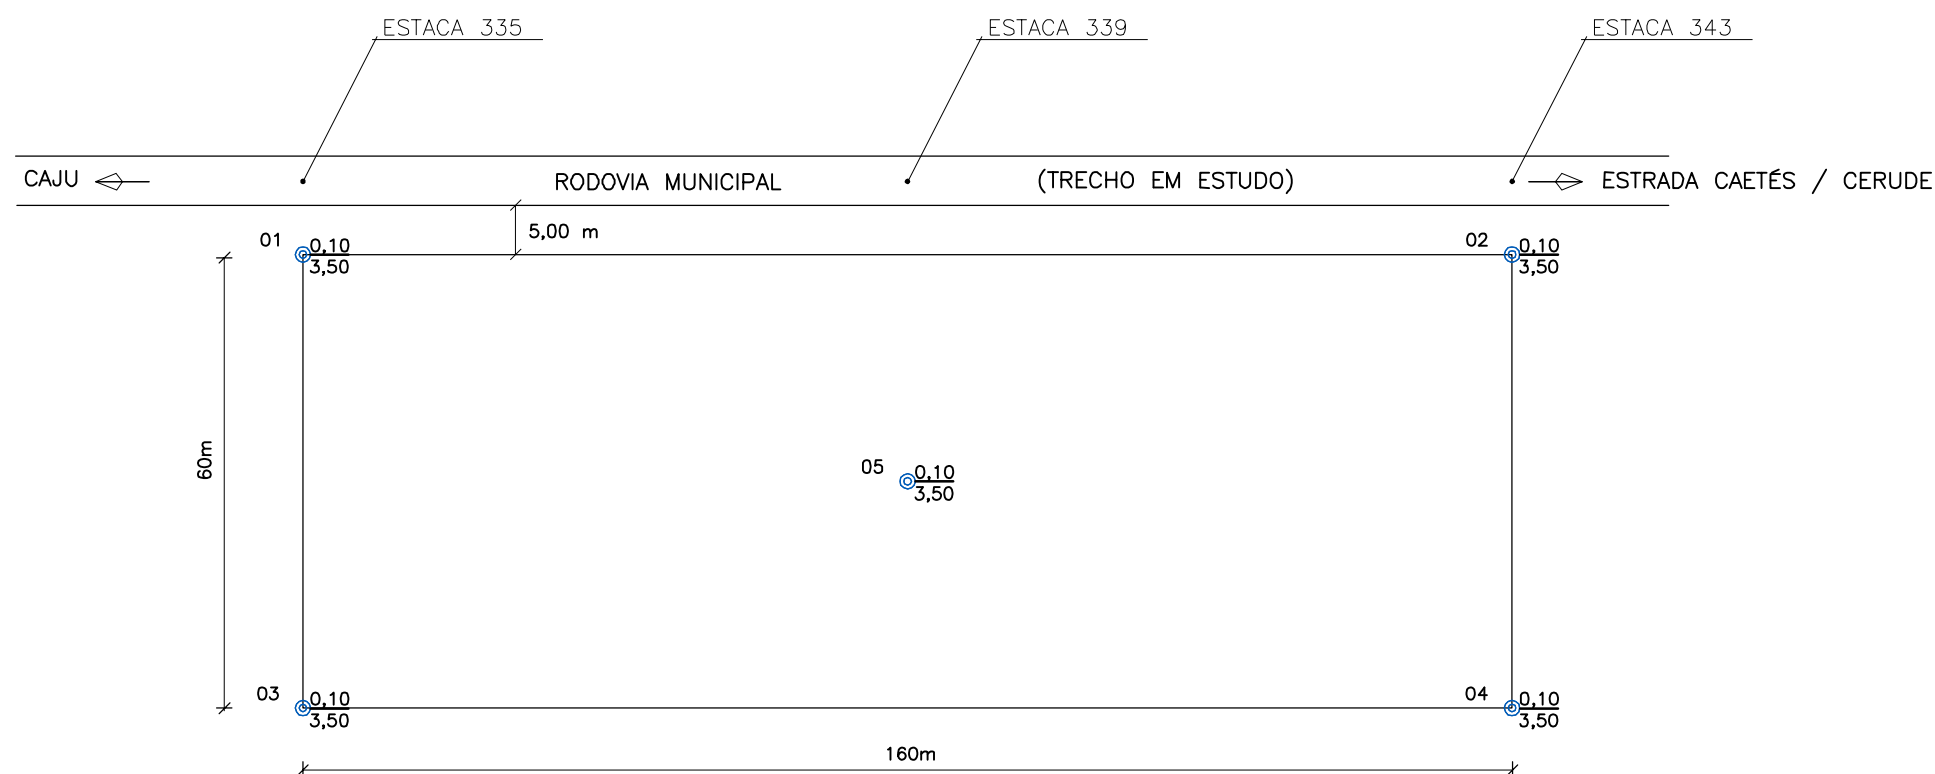 ESTACA 335
ESTACA 339
ESTACA 343
CAJU
RODOVIA MUNICIPAL
(TRECHO EM ESTUDO)
ESTRADA CAETÉS / CERUDE
5,00 m
01
0,10
3,50
02
0,10
3,50
60m
05
0,10
3,50
03
0,10
3,50
04
0,10
3,50
160m